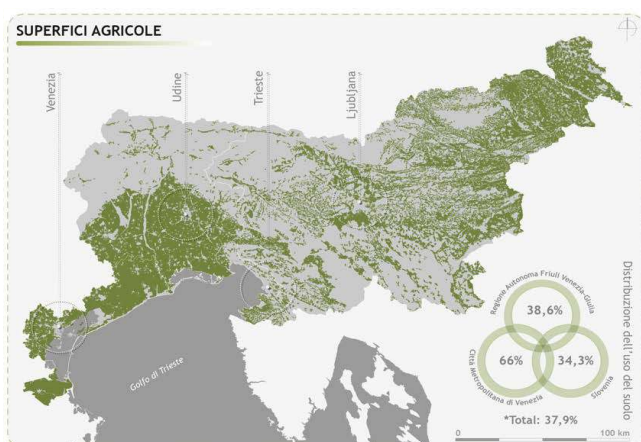 SUPERFICI AGRICOLE
Venezia
Udine
Trieste
Ljubljana
Golfo di Trieste
Regione Autonoma Friuli Venezia-Giulia
38,6%
66%
34,3%
Città Metropolitana di Venezia
Slovenia
*Total: 37,9%
Distribuzione dell'uso del suolo
0
100 km